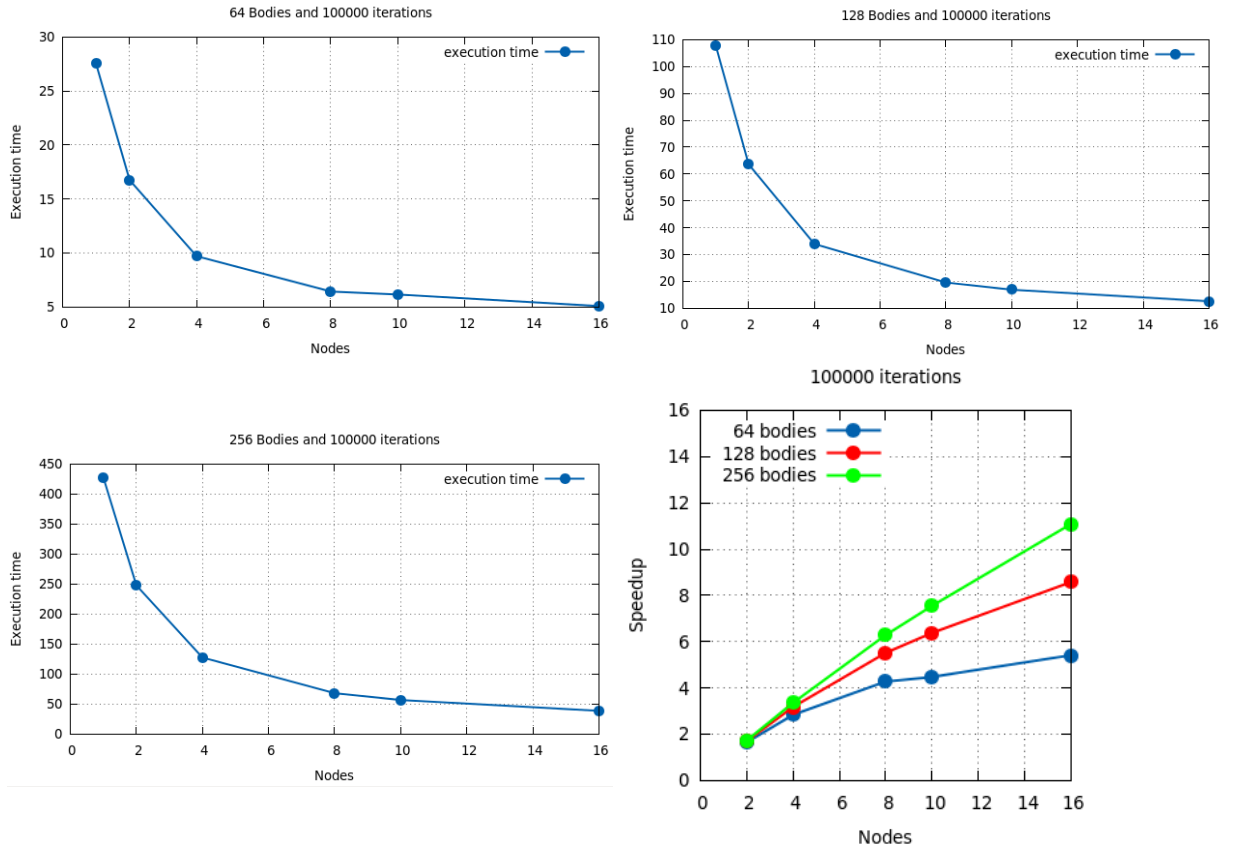 64 Bodies and 100000 iterations
30
25
20
15
10
5
0 2 4 6 8 10 12 14 16
Execution time
Nodes
execution time
128 Bodies and 100000 iterations
110
100
90
80
70
60
50
40
30
20
10
0 2 4 6 8 10 12 14 16
Execution time
Nodes
execution time
256 Bodies and 100000 iterations
450
400
350
300
250
200
150
100
50
0
0 2 4 6 8 10 12 14 16
Execution time
Nodes
execution time
100000 iterations
16
14
12
10
8
6
4
2
0
0 2 4 6 8 10 12 14 16
Speedup
Nodes
64 bodies
128 bodies
256 bodies